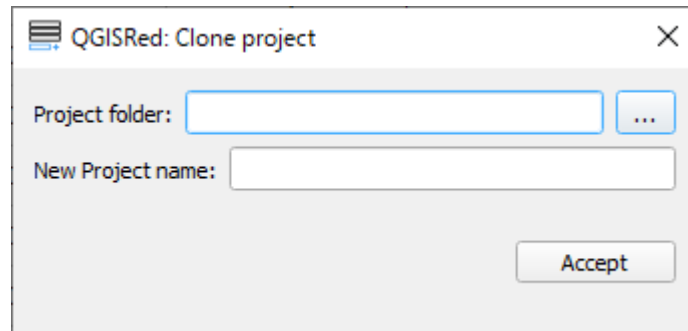 QGISRed: Clone project
Project folder:
...
New Project name:
Accept